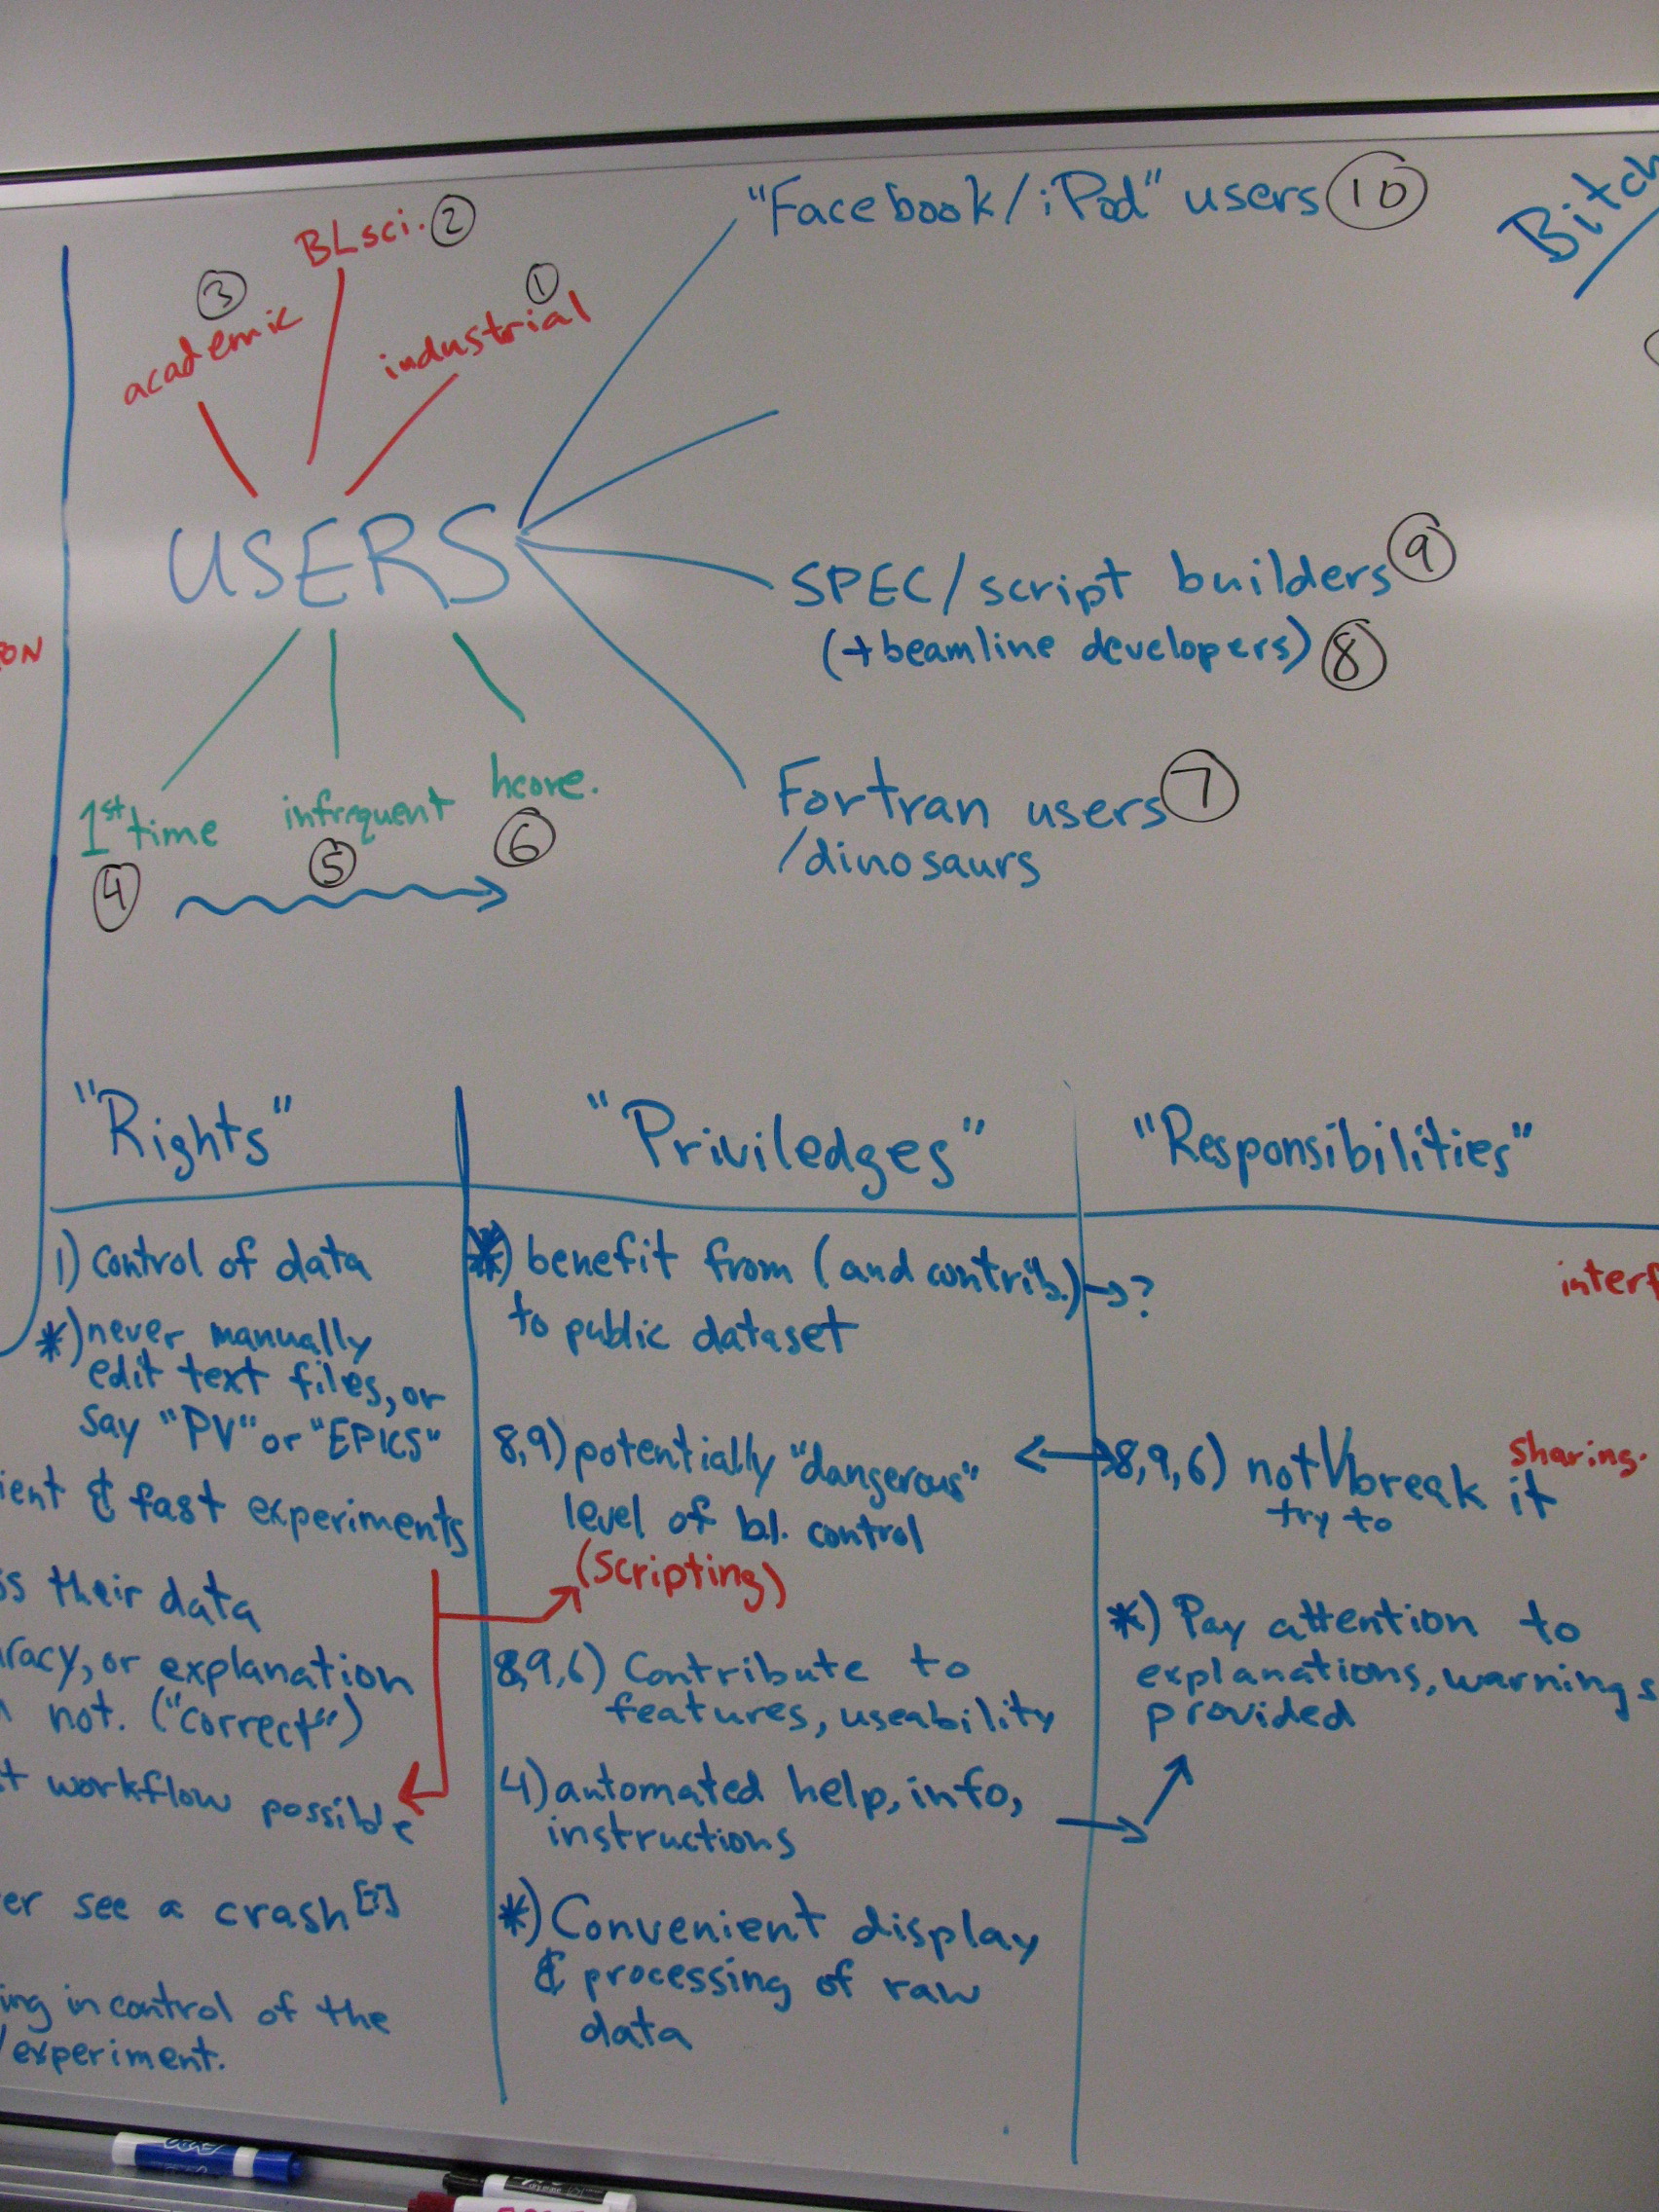 "Facebook/iPod" users 10
Bitch
BLsci. 2
3
academic
1
industrial
USERS
SPEC/script builders 9
(+beamline developers) 8
ON
1st time
4
infrequent
5
hcore.
6
Fortran users 7
/dinosaurs
"Rights"
1) control of data
*) never manually
edit text files, or
say "PV" or "EPICS"
ient & fast experiments
ss their data
racy, or explanation
not. ("correct")
t workflow possible
er see a crash
ing in control of the
/experiment.
"Priviledges"
*) benefit from (and contrib.) → ?
to public dataset
8,9) potentially "dangerous"
level of b.l. control
(scripting)
8,9,6) Contribute to
features, useability
4) automated help, info,
instructions
*) Convenient display
& processing of raw
data
"Responsibilities"
interf
sharing.
8,9,6) not break it
try to
*) Pay attention to
explanations, warnings
provided